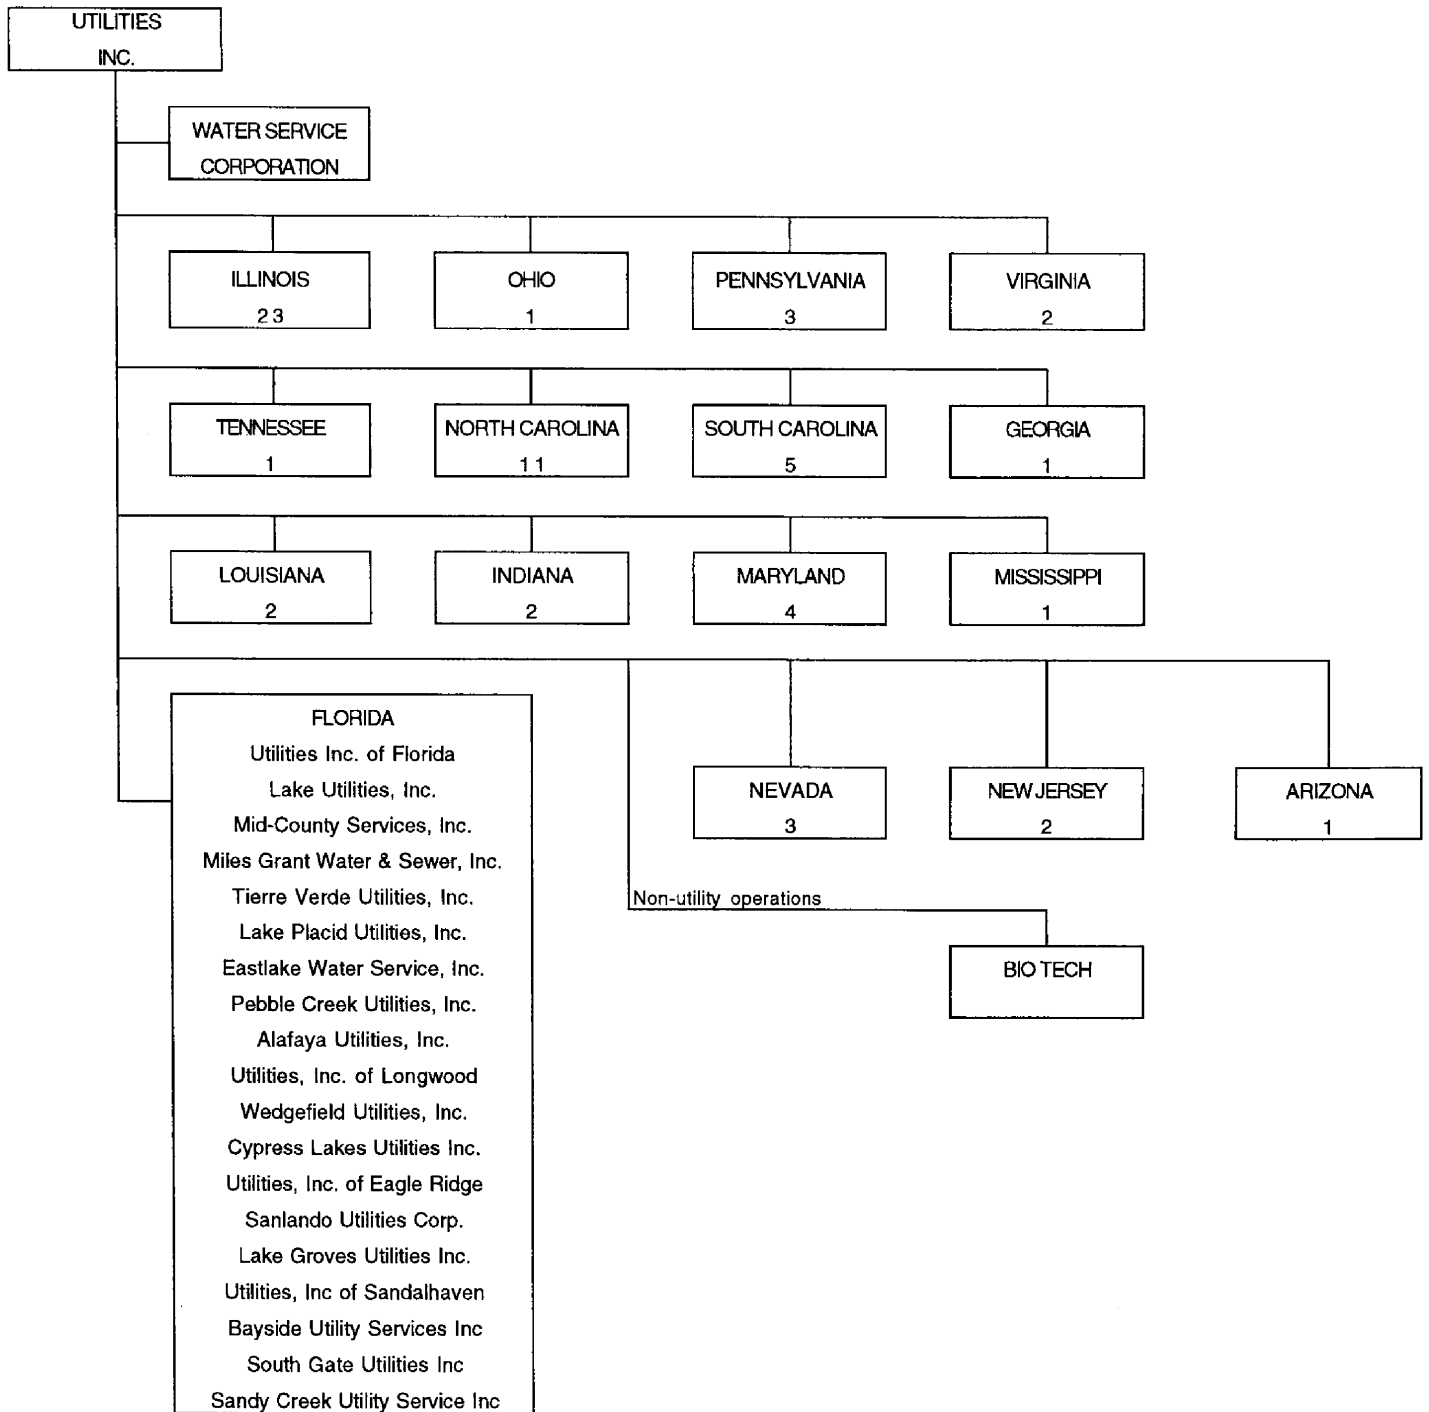 UTILITIES
INC.
WATER SERVICE
CORPORATION
ILLINOIS
23
OHIO
1
PENNSYLVANIA
3
VIRGINIA
2
TENNESSEE
1
NORTH CAROLINA
11
SOUTH CAROLINA
5
GEORGIA
1
LOUISIANA
2
INDIANA
2
MARYLAND
4
MISSISSIPPI
1
FLORIDA
Utilities Inc. of Florida
Lake Utilities, Inc.
Mid-County Services, Inc.
Miles Grant Water & Sewer, Inc.
Tierre Verde Utilities, Inc.
Lake Placid Utilities, Inc.
Eastlake Water Service, Inc.
Pebble Creek Utilities, Inc.
Alafaya Utilities, Inc.
Utilities, Inc. of Longwood
Wedgefield Utilities, Inc.
Cypress Lakes Utilities Inc.
Utilities, Inc. of Eagle Ridge
Sanlando Utilities Corp.
Lake Groves Utilities Inc.
Utilities, Inc of Sandalhaven
Bayside Utility Services Inc
South Gate Utilities Inc
Sandy Creek Utility Service Inc
NEVADA
3
NEW JERSEY
2
ARIZONA
1
Non-utility operations
BIO TECH